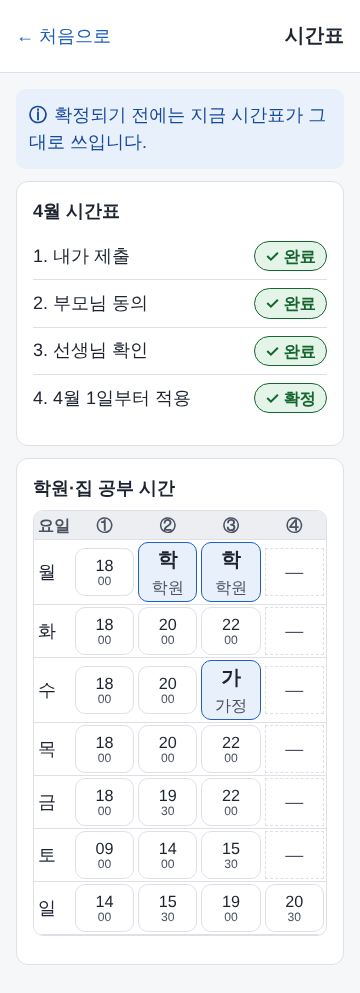 ← 처음으로 시간표
ⓘ 확정되기 전에는 지금 시간표가 그
대로 쓰입니다.
4월 시간표
1. 내가 제출 ✓ 완료
2. 부모님 동의 ✓ 완료
3. 선생님 확인 ✓ 완료
4. 4월 1일부터 적용 ✓ 확정
학원·집 공부 시간
요일 ① ② ③ ④
월 18 00 학 학원 학 학원 —
화 18 00 20 00 22 00 —
수 18 00 20 00 가 가정 —
목 18 00 20 00 22 00 —
금 18 00 19 30 22 00 —
토 09 00 14 00 15 30 —
일 14 00 15 30 19 00 20 30